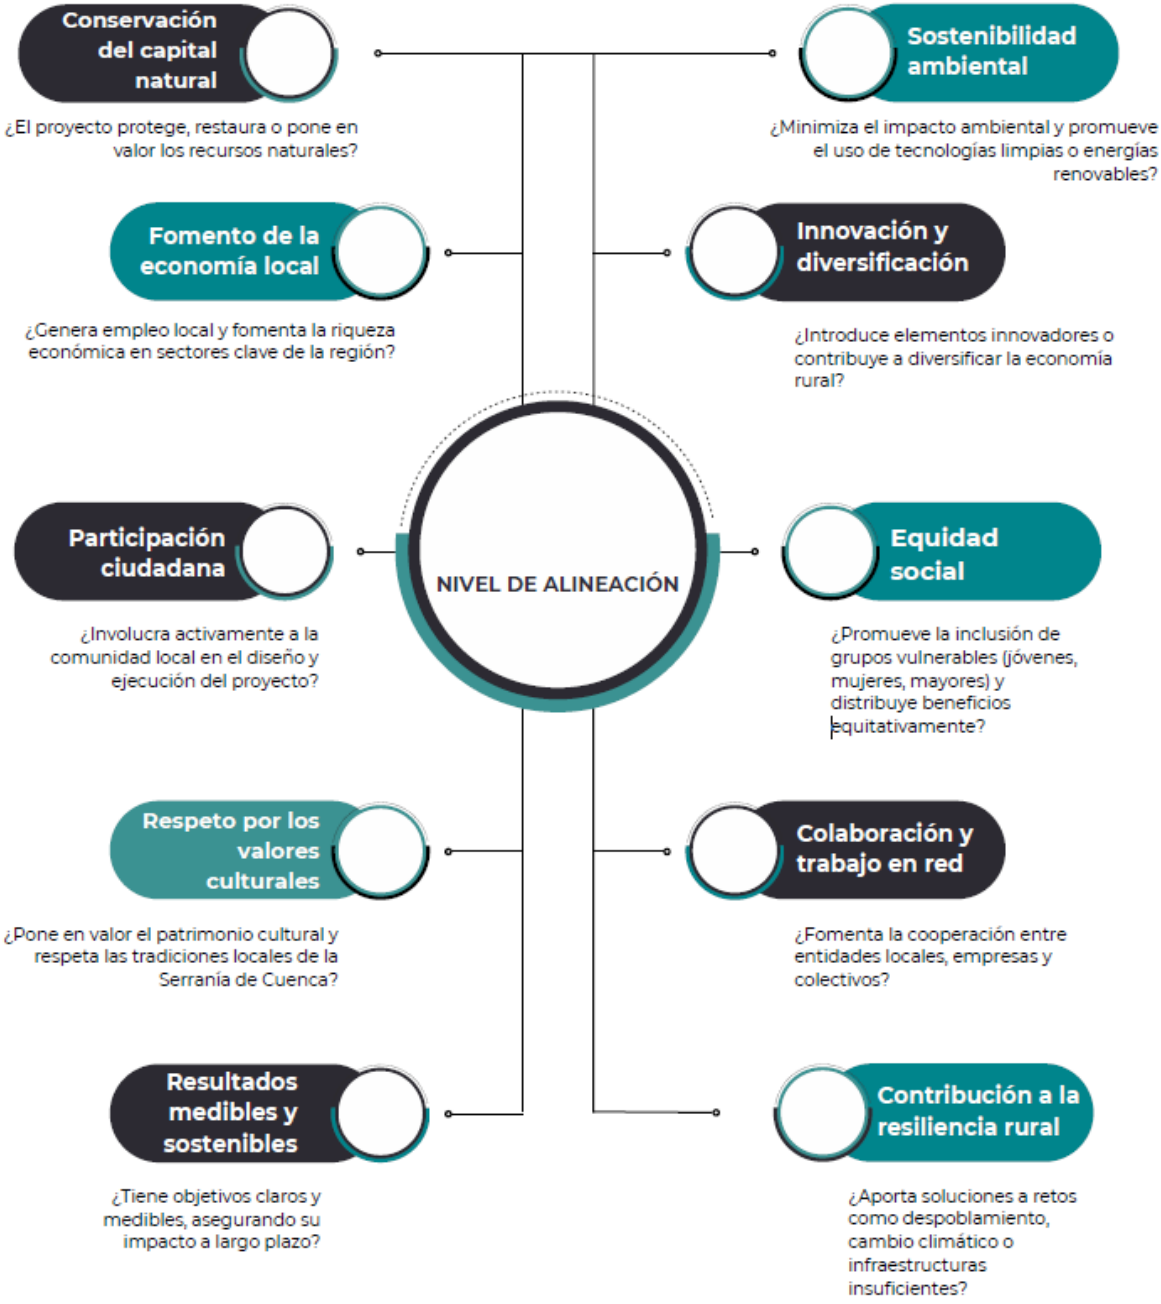 Conservación
del capital
natural
¿El proyecto protege, restaura o pone en
valor los recursos naturales?
Sostenibilidad
ambiental
¿Minimiza el impacto ambiental y promueve
el uso de tecnologías limpias o energías
renovables?
Fomento de la
economía local
¿Genera empleo local y fomenta la riqueza
económica en sectores clave de la región?
Innovación y
diversificación
¿Introduce elementos innovadores o
contribuye a diversificar la economía
rural?
Participación
ciudadana
¿Involucra activamente a la
comunidad local en el diseño y
ejecución del proyecto?
NIVEL DE ALINEACIÓN
Equidad
social
¿Promueve la inclusión de
grupos vulnerables (jóvenes,
mujeres, mayores) y
distribuye beneficios
equitativamente?
Respeto por los
valores
culturales
¿Pone en valor el patrimonio cultural y
respeta las tradiciones locales de la
Serranía de Cuenca?
Colaboración y
trabajo en red
¿Fomenta la cooperación entre
entidades locales, empresas y
colectivos?
Resultados
medibles y
sostenibles
¿Tiene objetivos claros y
medibles, asegurando su
impacto a largo plazo?
Contribución a la
resiliencia rural
¿Aporta soluciones a retos
como despoblamiento,
cambio climático o
infraestructuras
insuficientes?